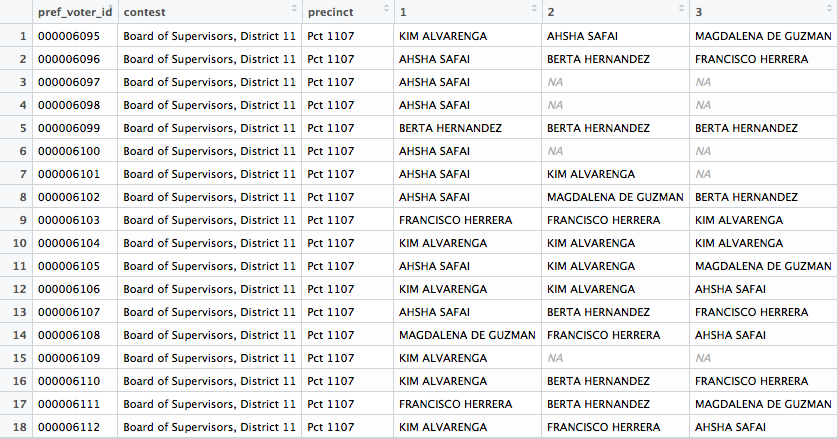 pref_voter_id contest precinct 1 2 3
1 000006095 Board of Supervisors, District 11 Pct 1107 KIM ALVARENGA AHSHA SAFAI MAGDALENA DE GUZMAN
2 000006096 Board of Supervisors, District 11 Pct 1107 AHSHA SAFAI BERTA HERNANDEZ FRANCISCO HERRERA
3 000006097 Board of Supervisors, District 11 Pct 1107 AHSHA SAFAI NA NA
4 000006098 Board of Supervisors, District 11 Pct 1107 AHSHA SAFAI NA NA
5 000006099 Board of Supervisors, District 11 Pct 1107 BERTA HERNANDEZ BERTA HERNANDEZ BERTA HERNANDEZ
6 000006100 Board of Supervisors, District 11 Pct 1107 AHSHA SAFAI NA NA
7 000006101 Board of Supervisors, District 11 Pct 1107 AHSHA SAFAI KIM ALVARENGA NA
8 000006102 Board of Supervisors, District 11 Pct 1107 AHSHA SAFAI MAGDALENA DE GUZMAN BERTA HERNANDEZ
9 000006103 Board of Supervisors, District 11 Pct 1107 FRANCISCO HERRERA FRANCISCO HERRERA KIM ALVARENGA
10 000006104 Board of Supervisors, District 11 Pct 1107 KIM ALVARENGA KIM ALVARENGA KIM ALVARENGA
11 000006105 Board of Supervisors, District 11 Pct 1107 AHSHA SAFAI KIM ALVARENGA MAGDALENA DE GUZMAN
12 000006106 Board of Supervisors, District 11 Pct 1107 KIM ALVARENGA KIM ALVARENGA AHSHA SAFAI
13 000006107 Board of Supervisors, District 11 Pct 1107 AHSHA SAFAI BERTA HERNANDEZ FRANCISCO HERRERA
14 000006108 Board of Supervisors, District 11 Pct 1107 MAGDALENA DE GUZMAN FRANCISCO HERRERA AHSHA SAFAI
15 000006109 Board of Supervisors, District 11 Pct 1107 KIM ALVARENGA NA NA
16 000006110 Board of Supervisors, District 11 Pct 1107 KIM ALVARENGA BERTA HERNANDEZ FRANCISCO HERRERA
17 000006111 Board of Supervisors, District 11 Pct 1107 FRANCISCO HERRERA BERTA HERNANDEZ MAGDALENA DE GUZMAN
18 000006112 Board of Supervisors, District 11 Pct 1107 KIM ALVARENGA FRANCISCO HERRERA AHSHA SAFAI